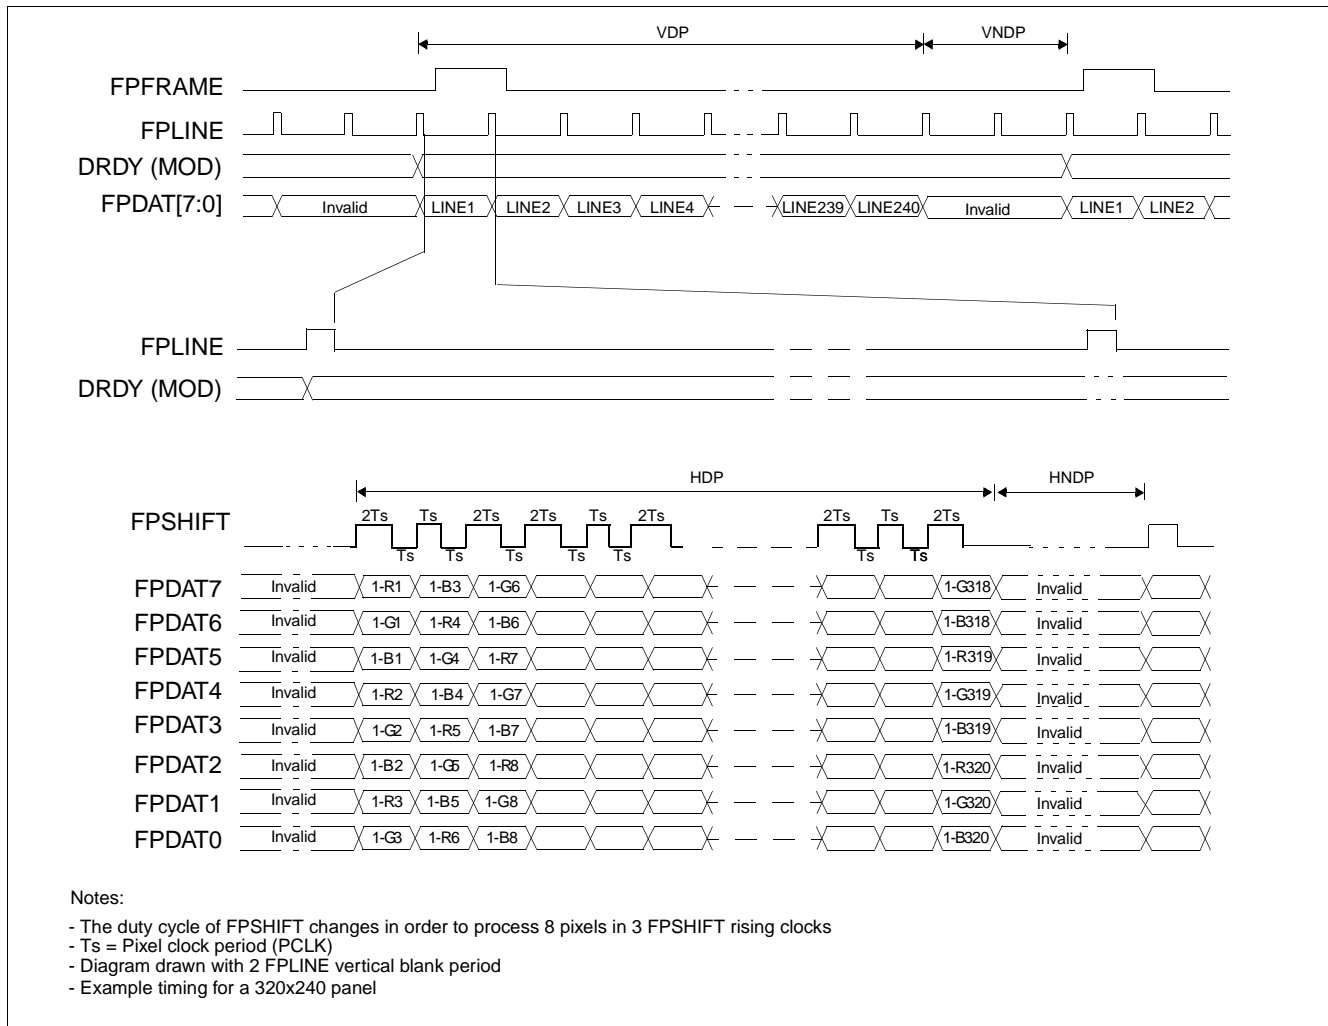 VDP VNDP
FPFRAME
FPLINE
DRDY (MOD)
FPDAT[7:0] Invalid LINE1 LINE2 LINE3 LINE4 LINE239 LINE240 Invalid LINE1 LINE2
FPLINE
DRDY (MOD)
HDP HNDP
FPSHIFT 2Ts Ts 2Ts 2Ts Ts 2Ts 2Ts Ts 2Ts
Ts Ts Ts Ts Ts Ts Ts
FPDAT7 Invalid 1-R1 1-B3 1-G6 1-G318 Invalid
FPDAT6 Invalid 1-G1 1-R4 1-B6 1-B318 Invalid
FPDAT5 Invalid 1-B1 1-G4 1-R7 1-R319 Invalid
FPDAT4 Invalid 1-R2 1-B4 1-G7 1-G319 Invalid
FPDAT3 Invalid 1-G2 1-R5 1-B7 1-B319 Invalid
FPDAT2 Invalid 1-B2 1-G5 1-R8 1-R320 Invalid
FPDAT1 Invalid 1-R3 1-B5 1-G8 1-G320 Invalid
FPDAT0 Invalid 1-G3 1-R6 1-B8 1-B320 Invalid
Notes:
- The duty cycle of FPSHIFT changes in order to process 8 pixels in 3 FPSHIFT rising clocks
- Ts = Pixel clock period (PCLK)
- Diagram drawn with 2 FPLINE vertical blank period
- Example timing for a 320x240 panel